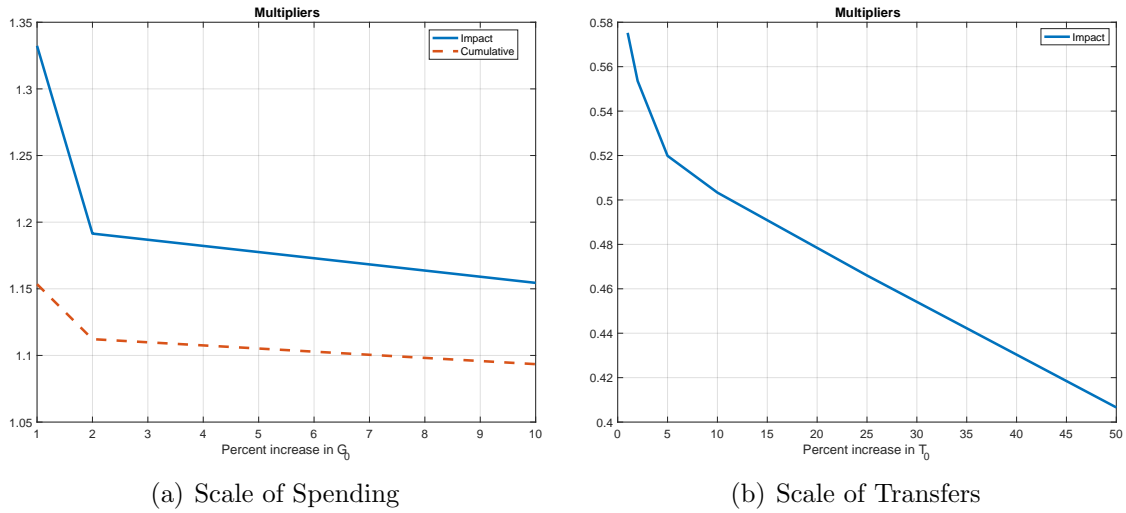 Multipliers
1.35
1.3
1.25
1.2
1.15
1.1
1.05
Impact
Cumulative
1 2 3 4 5 6 7 8 9 10
Percent increase in G0
(a) Scale of Spending
Multipliers
0.58
0.56
0.54
0.52
0.5
0.48
0.46
0.44
0.42
0.4
Impact
0 5 10 15 20 25 30 35 40 45 50
Percent increase in T0
(b) Scale of Transfers